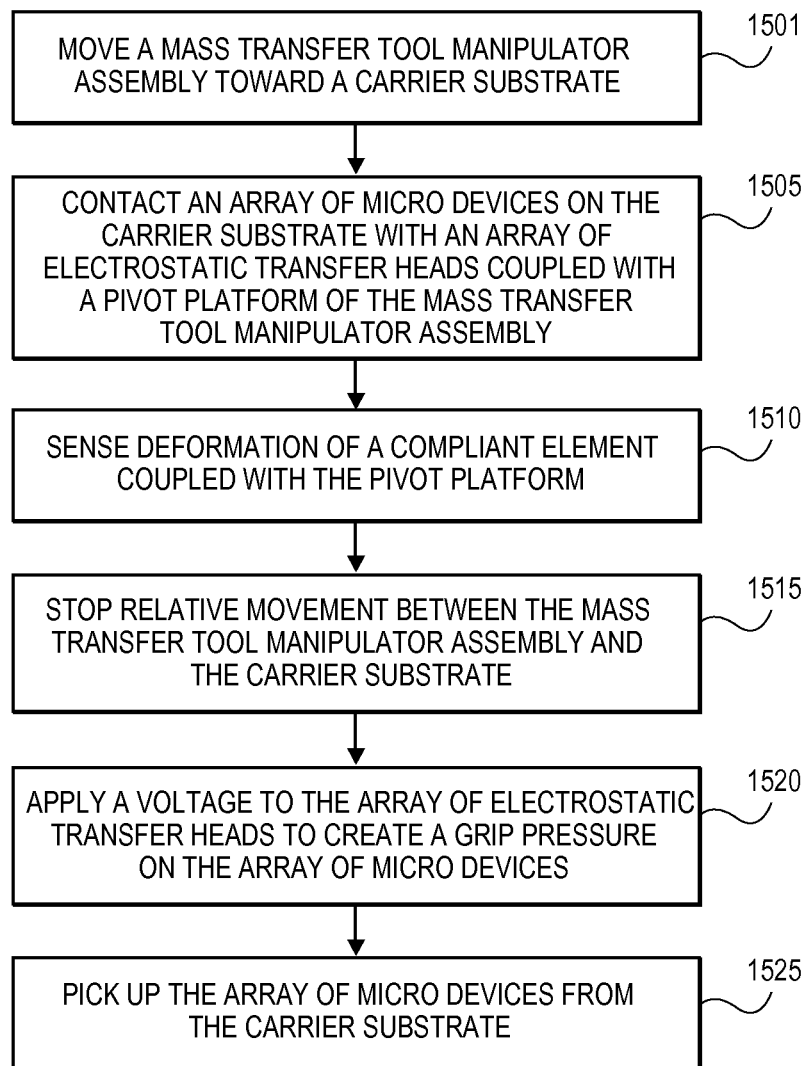 1501
MOVE A MASS TRANSFER TOOL MANIPULATOR
ASSEMBLY TOWARD A CARRIER SUBSTRATE
1505
CONTACT AN ARRAY OF MICRO DEVICES ON THE
CARRIER SUBSTRATE WITH AN ARRAY OF
ELECTROSTATIC TRANSFER HEADS COUPLED WITH
A PIVOT PLATFORM OF THE MASS TRANSFER
TOOL MANIPULATOR ASSEMBLY
1510
SENSE DEFORMATION OF A COMPLIANT ELEMENT
COUPLED WITH THE PIVOT PLATFORM
1515
STOP RELATIVE MOVEMENT BETWEEN THE MASS
TRANSFER TOOL MANIPULATOR ASSEMBLY AND
THE CARRIER SUBSTRATE
1520
APPLY A VOLTAGE TO THE ARRAY OF ELECTROSTATIC
TRANSFER HEADS TO CREATE A GRIP PRESSURE
ON THE ARRAY OF MICRO DEVICES
1525
PICK UP THE ARRAY OF MICRO DEVICES FROM
THE CARRIER SUBSTRATE